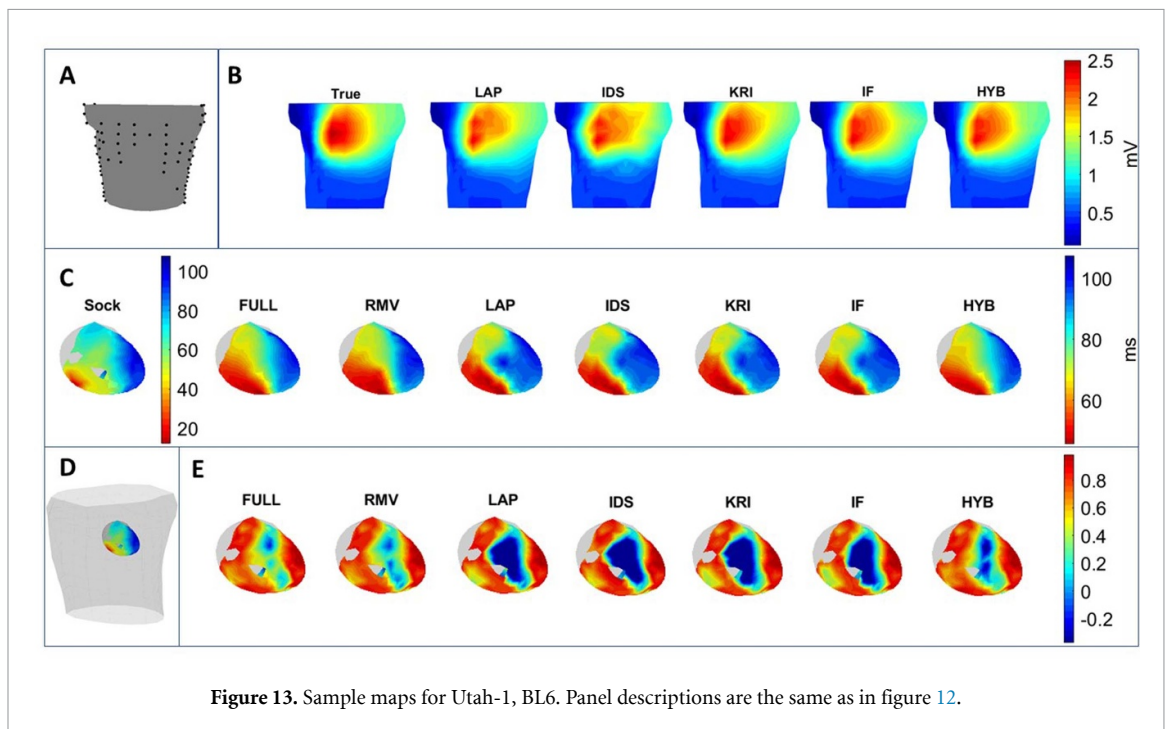 A
B
True
LAP
IDS
KRI
IF
HYB
2.5
2
1.5
1
0.5
mV
C
Sock
100
80
60
40
20
FULL
RMV
LAP
IDS
KRI
IF
HYB
100
80
60
ms
D
E
FULL
RMV
LAP
IDS
KRI
IF
HYB
0.8
0.6
0.4
0.2
0
-0.2
Figure 13. Sample maps for Utah-1, BL6. Panel descriptions are the same as in figure 12.